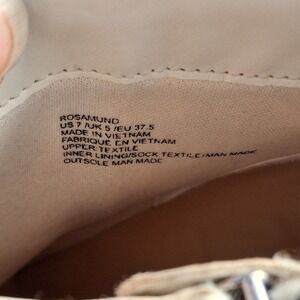 ROSAMUND
US 7 /UK 5 /EU 37.5
MADE IN VIETNAM
FABRIQUE EN VIETNAM
UPPER: TEXTILE
INNER LINING/SOCK: TEXTILE/MAN MADE
OUTSOLE: MAN MADE